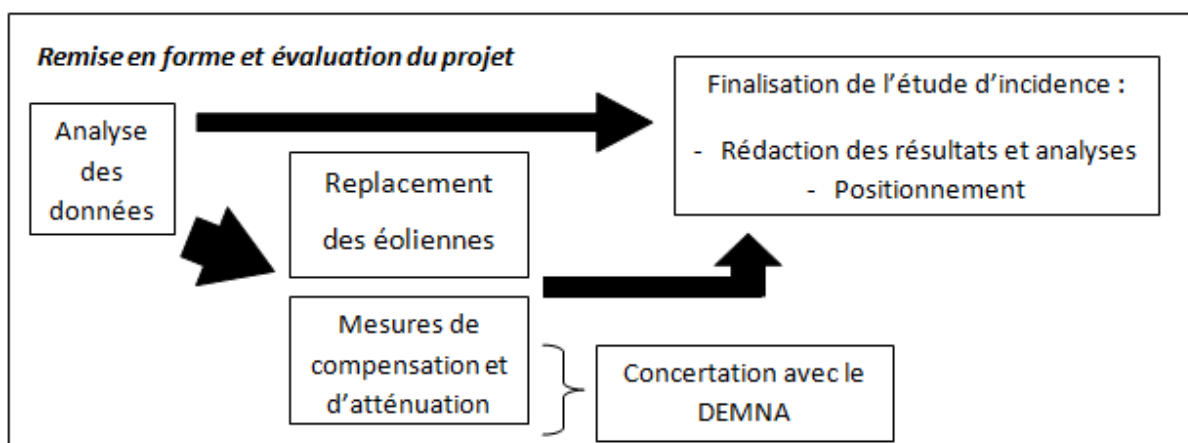 Remise en forme et évaluation du projet
Analyse
des
données
Replacement
des éoliennes
Mesures de
compensation et
d'atténuation
Concertation avec le
DEMNA
Finalisation de l'étude d'incidence :
- Rédaction des résultats et analyses
- Positionnement